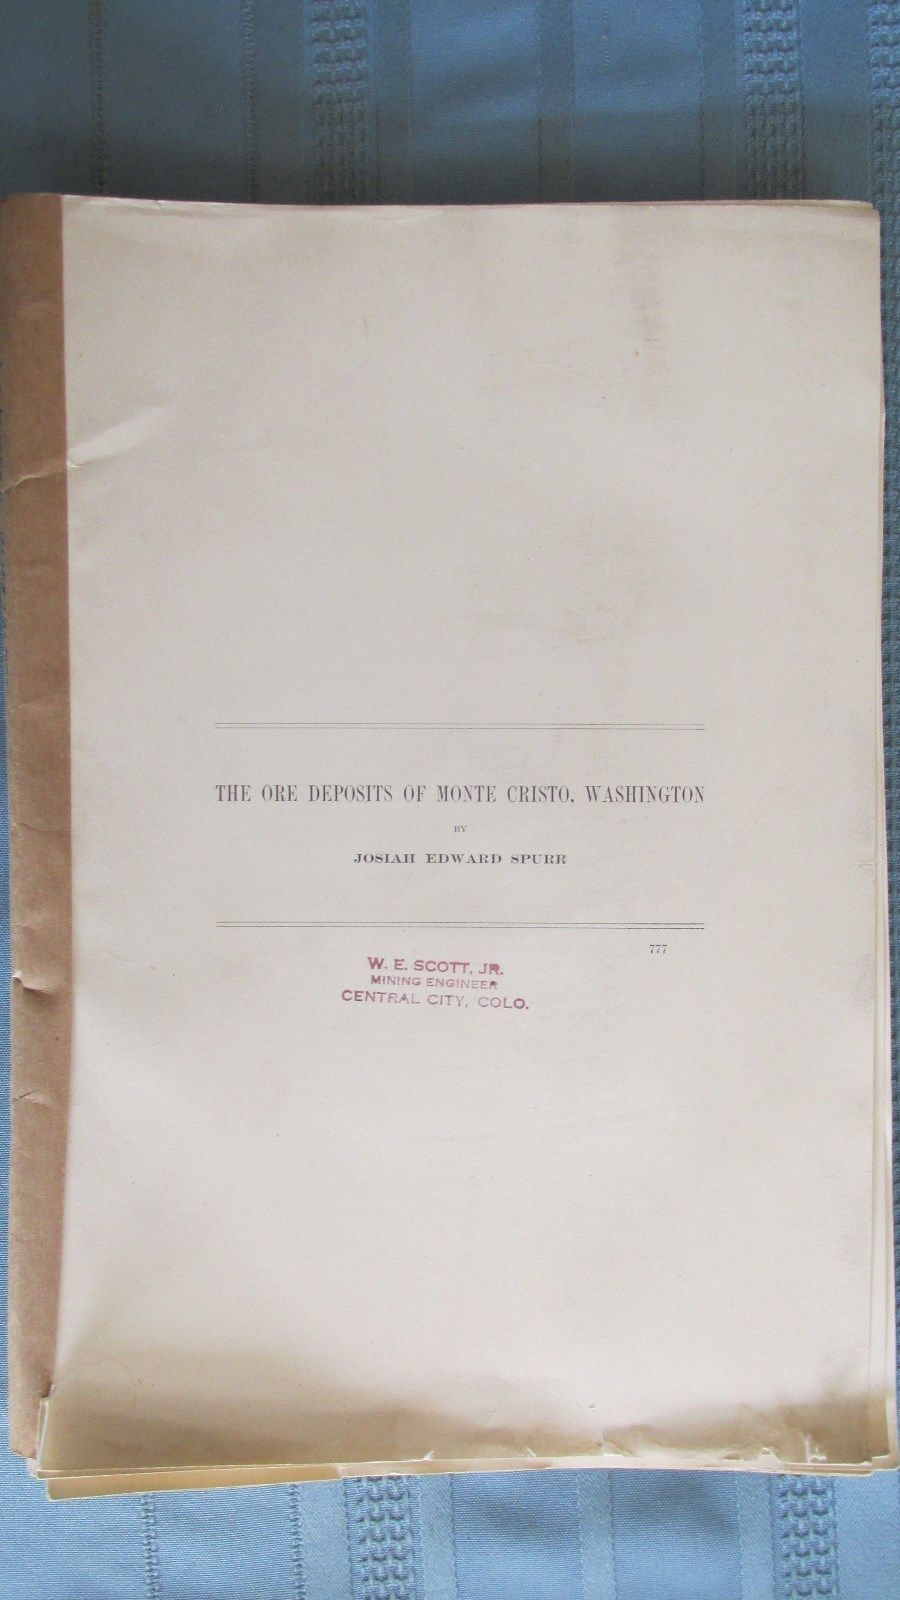 THE ORE DEPOSITS OF MONTE CRISTO, WASHINGTON
BY
JOSIAH EDWARD SPURR
777
W. E. SCOTT, JR.
MINING ENGINEER
CENTRAL CITY, COLO.